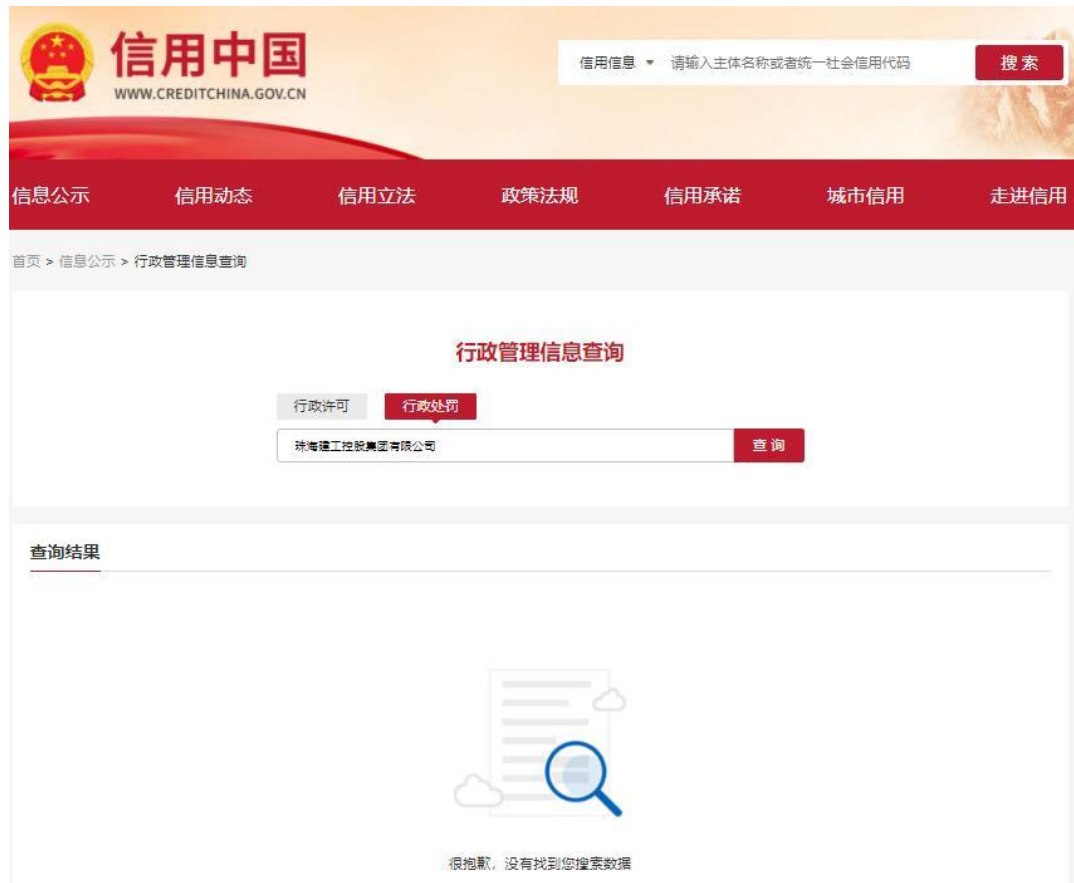 信用中国
WWW.CREDITCHINA.GOV.CN
信用信息 请输入主体名称或者统一社会信用代码 搜索
信息公示 信用动态 信用立法 政策法规 信用承诺 城市信用 走进信用
首页 > 信息公示 > 行政管理信息查询
行政管理信息查询
行政许可 行政处罚
珠海建工控股集团有限公司 查询
查询结果
很抱歉，没有找到您搜索数据